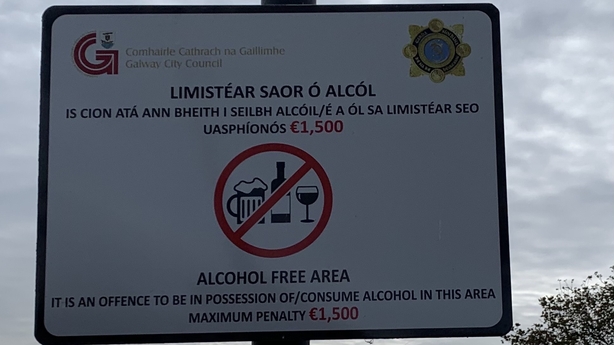 Comhairle Cathrach na Gaillimhe
Galway City Council
LIMISTÉAR SAOR Ó ALCÓL
IS CION ATÁ ANN BHEITH I SEILBH ALCÓIL/É A ÓL SA LIMISTÉAR SEO
UASPHÍONÓS €1,500
ALCOHOL FREE AREA
IT IS AN OFFENCE TO BE IN POSSESSION OF/CONSUME ALCOHOL IN THIS AREA
MAXIMUM PENALTY €1,500